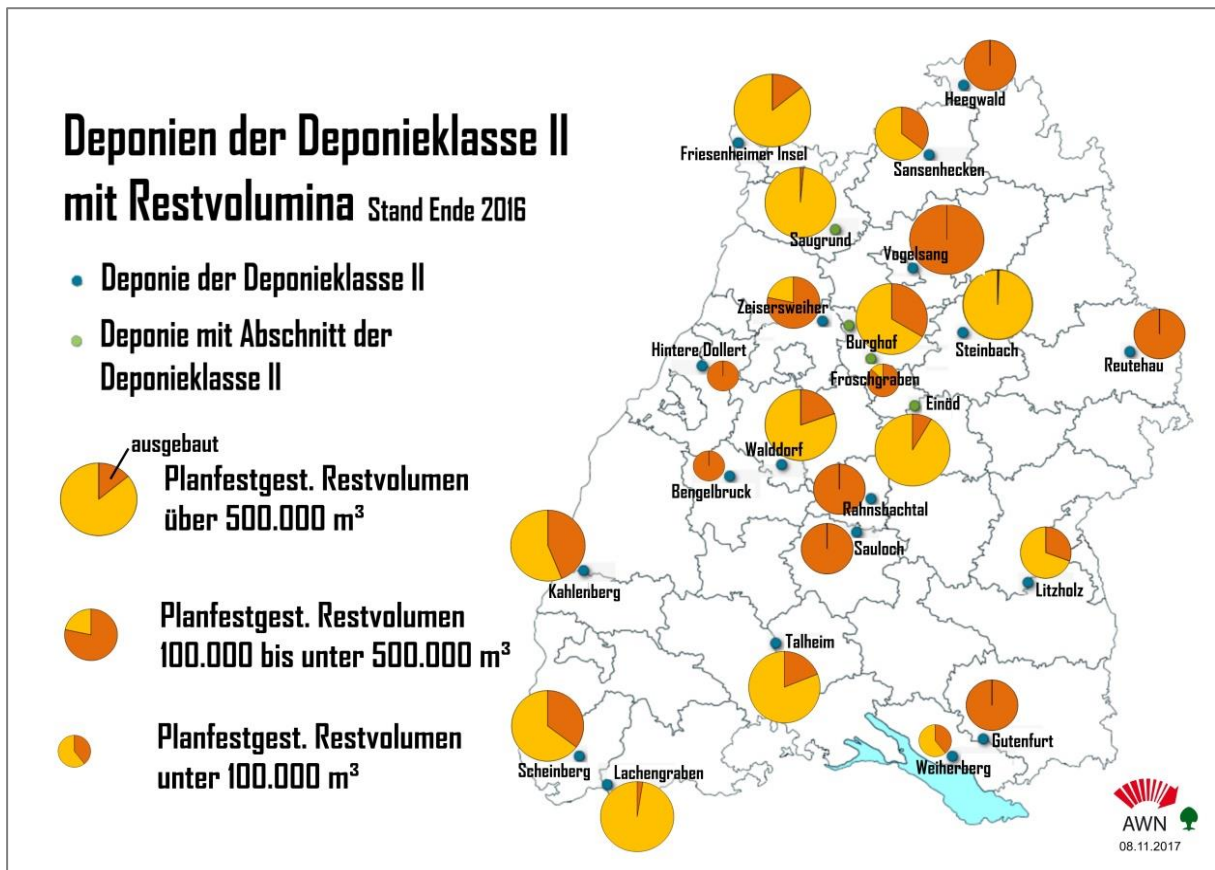 Deponien der Deponieklasse II
mit Restvolumina Stand Ende 2016
Deponie der Deponieklasse II
Deponie mit Abschnitt der
Deponieklasse II
ausgebaut
Planfestgest. Restvolumen
über 500.000 m³
Planfestgest. Restvolumen
100.000 bis unter 500.000 m³
Planfestgest. Restvolumen
unter 100.000 m³
Heegwald
Friesenheimer Insel
Sansenhecken
Saugrund
Vogelsang
Zeisersweiher
Burghof
Steinbach
Reutehau
Hintere Dollert
Froschgraben
Einöd
Walddorf
Bengelbruck
Rahnsbachtal
Sauloch
Kahlenberg
Litzholz
Talheim
Gutenfurt
Weiherberg
Scheinberg
Lachengraben
AWN
08.11.2017